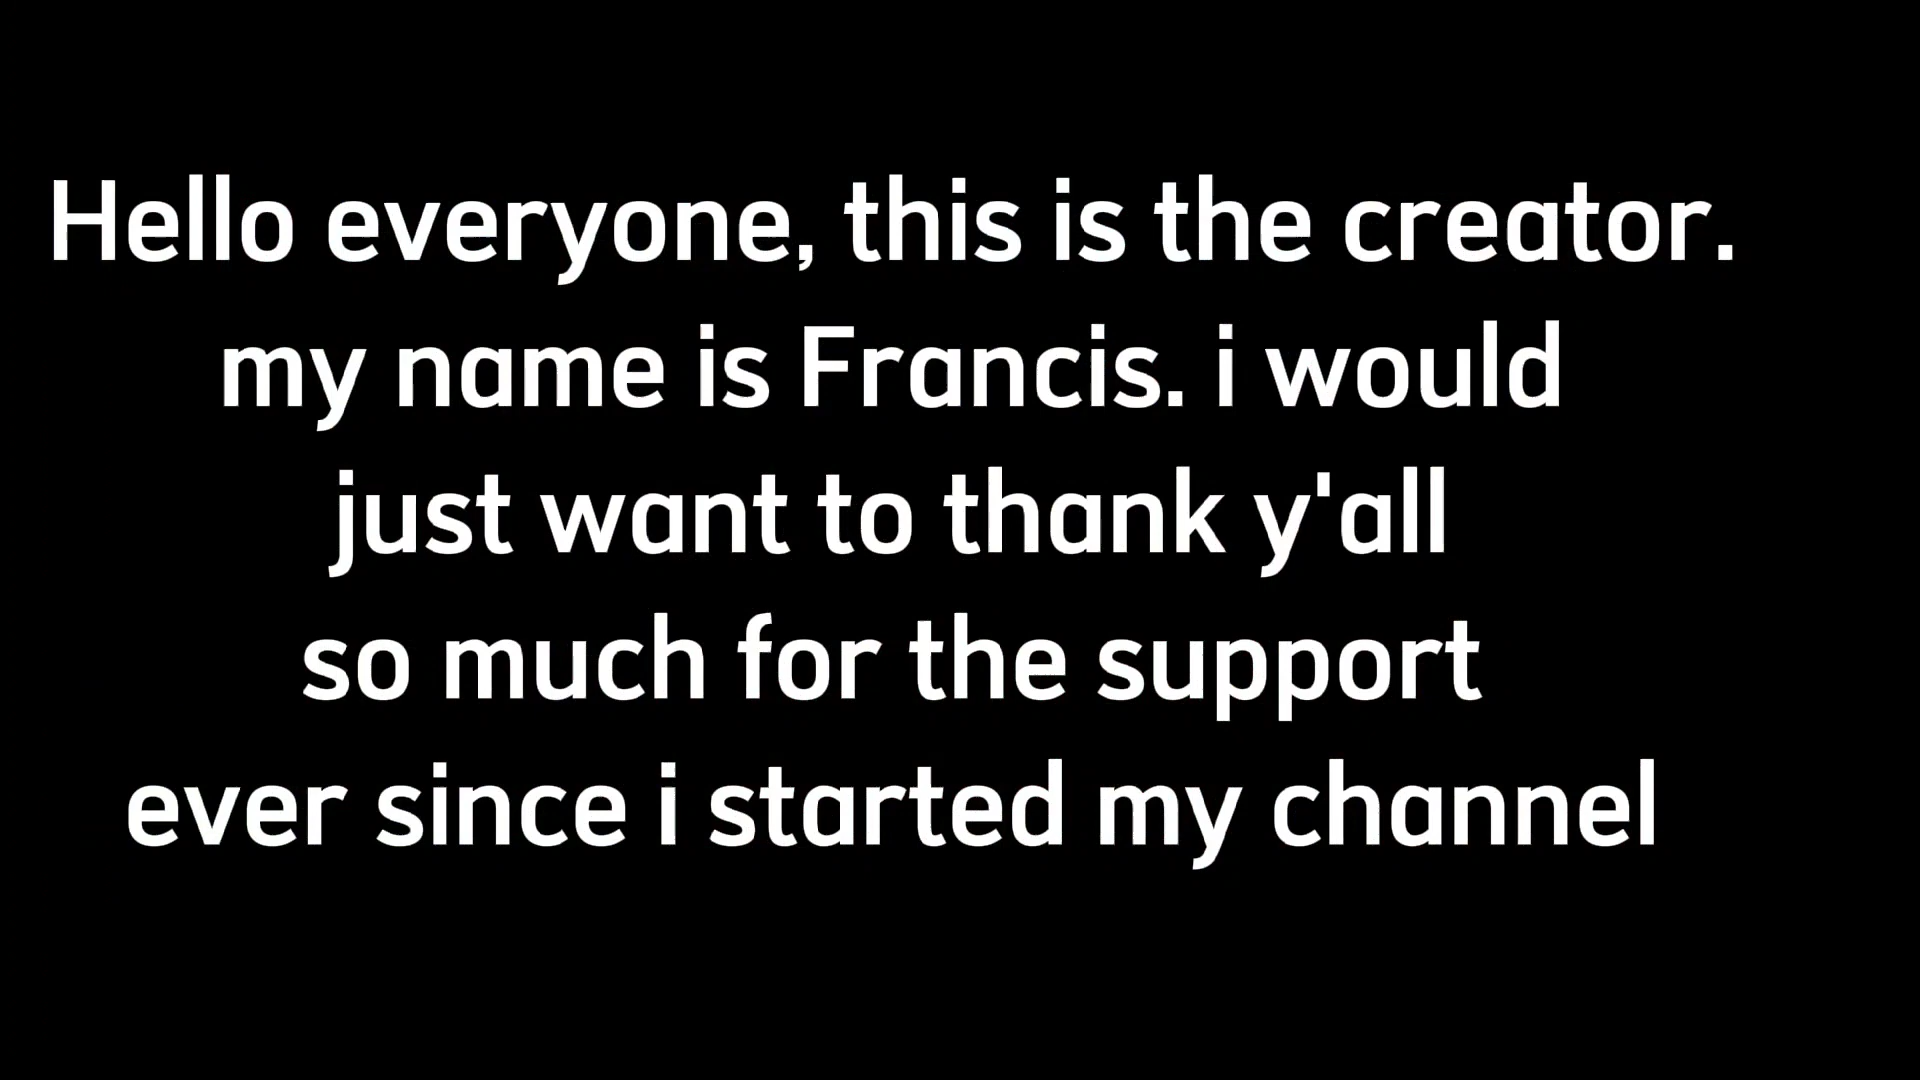 Hello everyone, this is the creator.
my name is Francis. i would
just want to thank y'all
so much for the support
ever since i started my channel